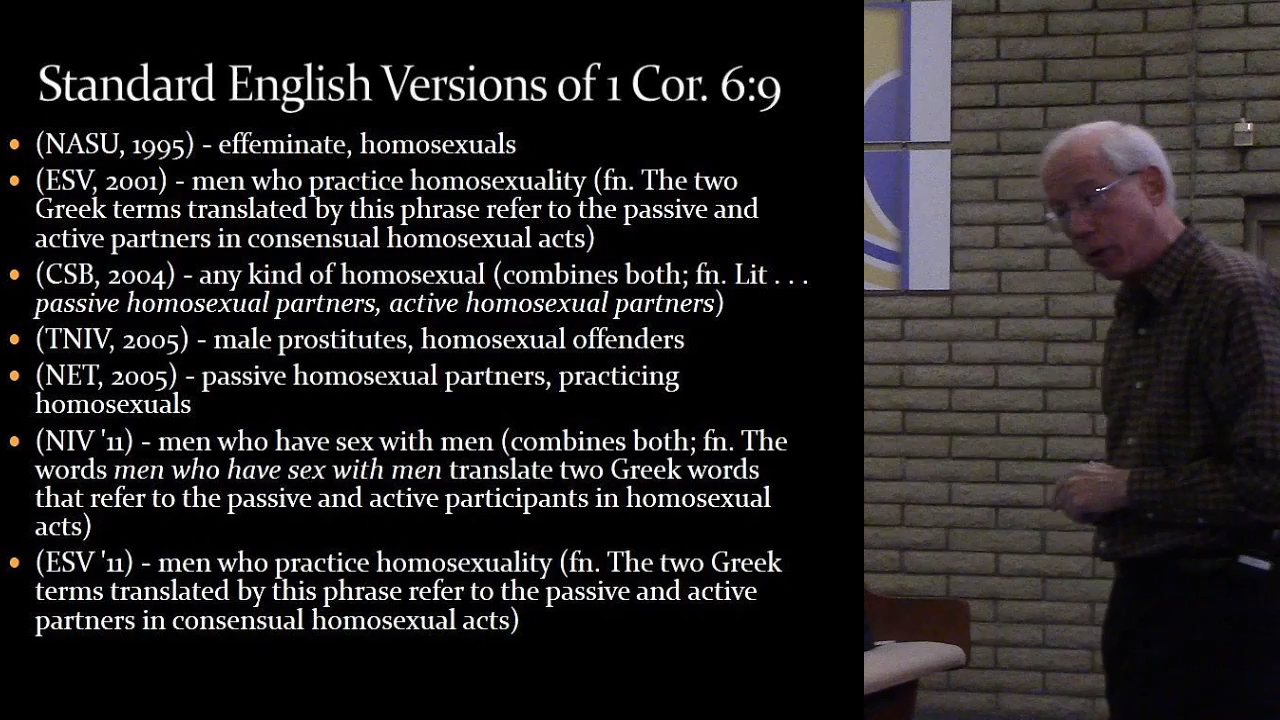 Standard English Versions of 1 Cor. 6:9
• (NASU, 1995) - effeminate, homosexuals
• (ESV, 2001) - men who practice homosexuality (fn. The two
Greek terms translated by this phrase refer to the passive and
active partners in consensual homosexual acts)
• (CSB, 2004) - any kind of homosexual (combines both; fn. Lit . . .
passive homosexual partners, active homosexual partners)
• (TNIV, 2005) - male prostitutes, homosexual offenders
• (NET, 2005) - passive homosexual partners, practicing
homosexuals
• (NIV '11) - men who have sex with men (combines both; fn. The
words men who have sex with men translate two Greek words
that refer to the passive and active participants in homosexual
acts)
• (ESV '11) - men who practice homosexuality (fn. The two Greek
terms translated by this phrase refer to the passive and active
partners in consensual homosexual acts)